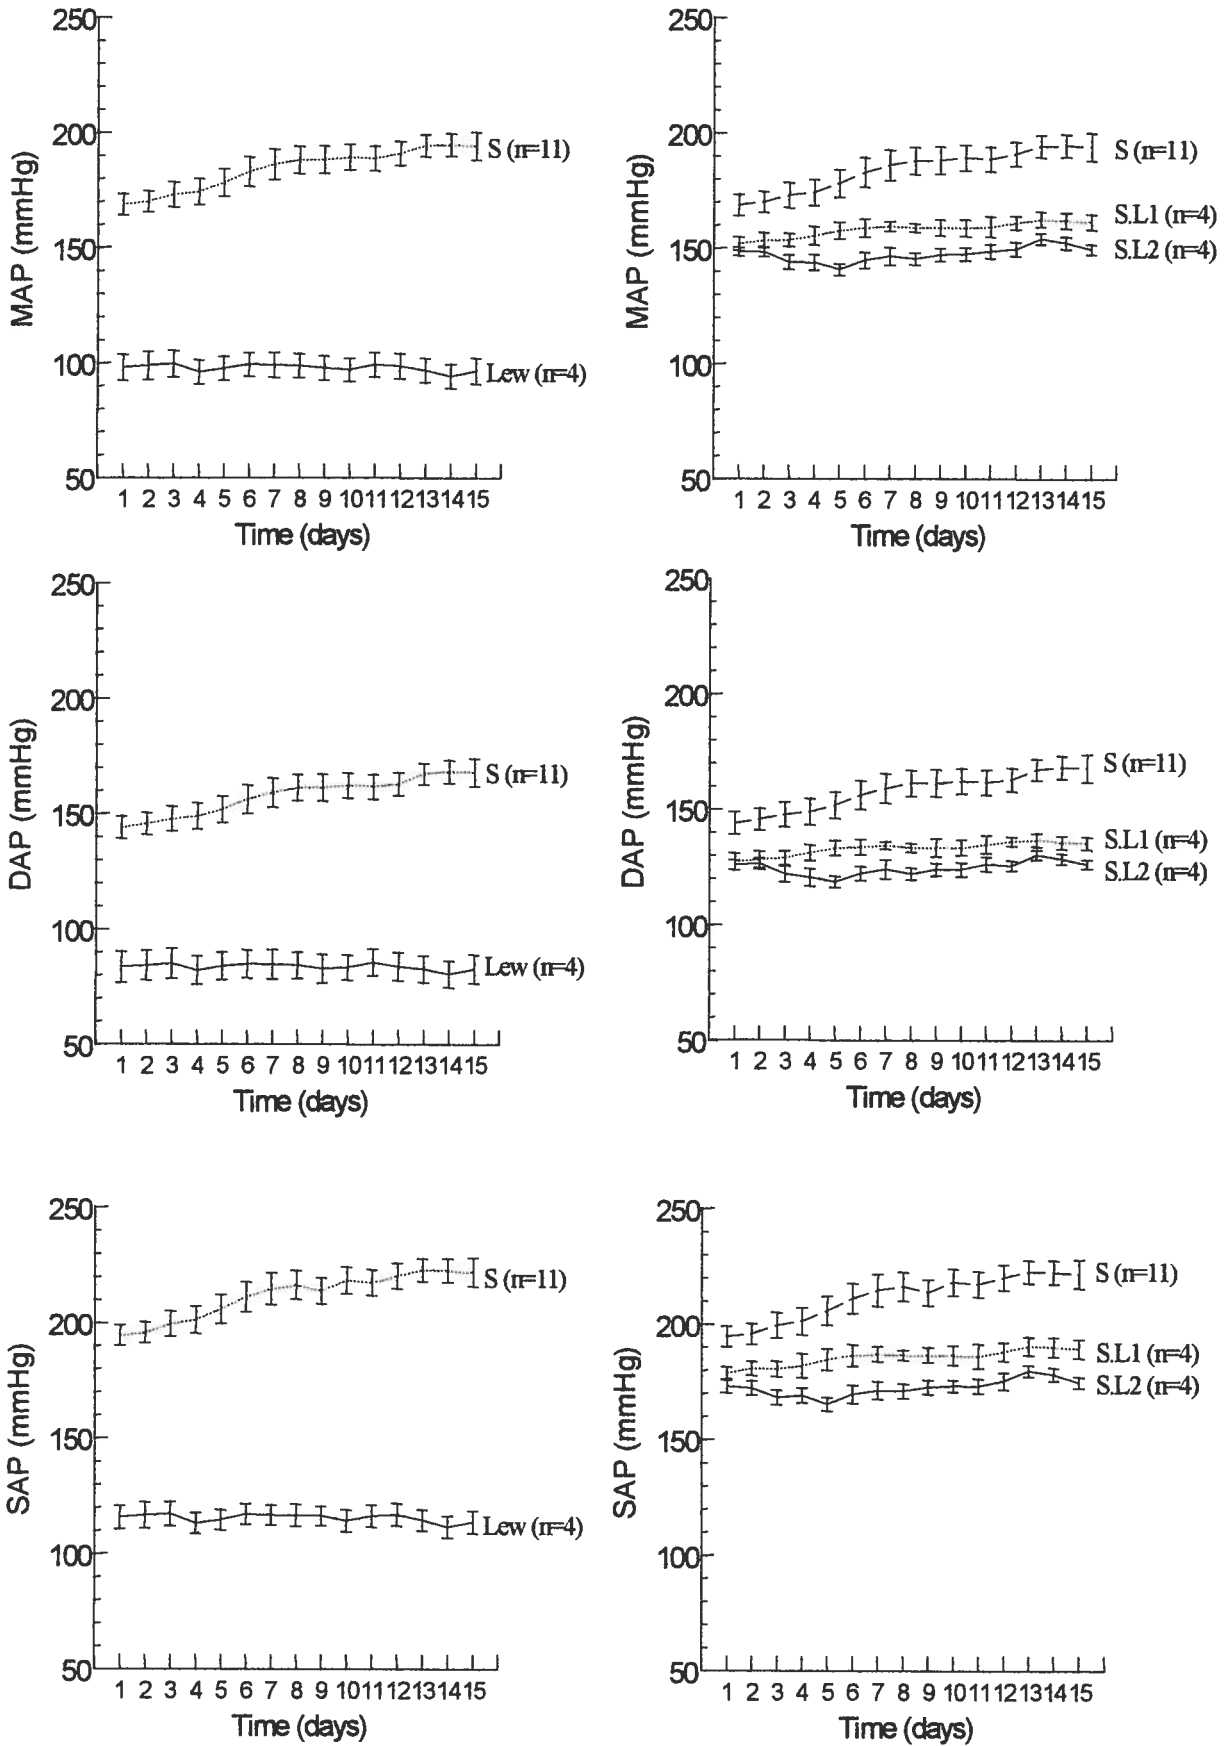 250
200
150
100
50
MAP (mmHg)
S (n=11)
Lew (n=4)
1 2 3 4 5 6 7 8 9 10 11 12 13 14 15
Time (days)
250
200
150
100
50
MAP (mmHg)
S (n=11)
S.L1 (n=4)
S.L2 (n=4)
1 2 3 4 5 6 7 8 9 10 11 12 13 14 15
Time (days)
250
200
150
100
50
DAP (mmHg)
S (n=11)
Lew (n=4)
1 2 3 4 5 6 7 8 9 10 11 12 13 14 15
Time (days)
250
200
150
100
50
DAP (mmHg)
S (n=11)
S.L1 (n=4)
S.L2 (n=4)
1 2 3 4 5 6 7 8 9 10 11 12 13 14 15
Time (days)
250
200
150
100
50
SAP (mmHg)
S (n=11)
Lew (n=4)
1 2 3 4 5 6 7 8 9 10 11 12 13 14 15
Time (days)
250
200
150
100
50
SAP (mmHg)
S (n=11)
S.L1 (n=4)
S.L2 (n=4)
1 2 3 4 5 6 7 8 9 10 11 12 13 14 15
Time (days)